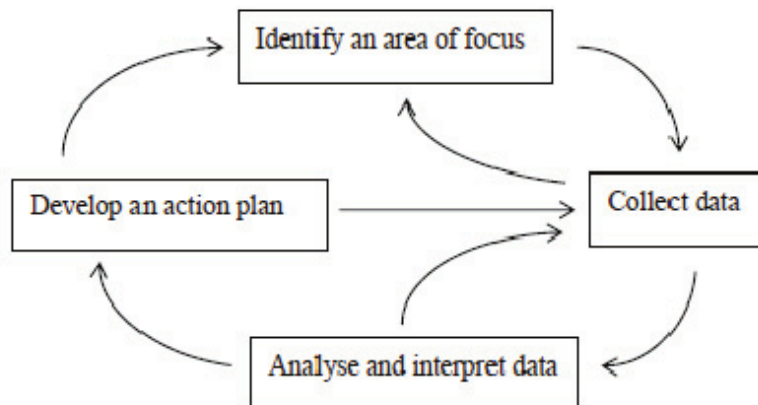 Identify an area of focus
Develop an action plan
Collect data
Analyse and interpret data